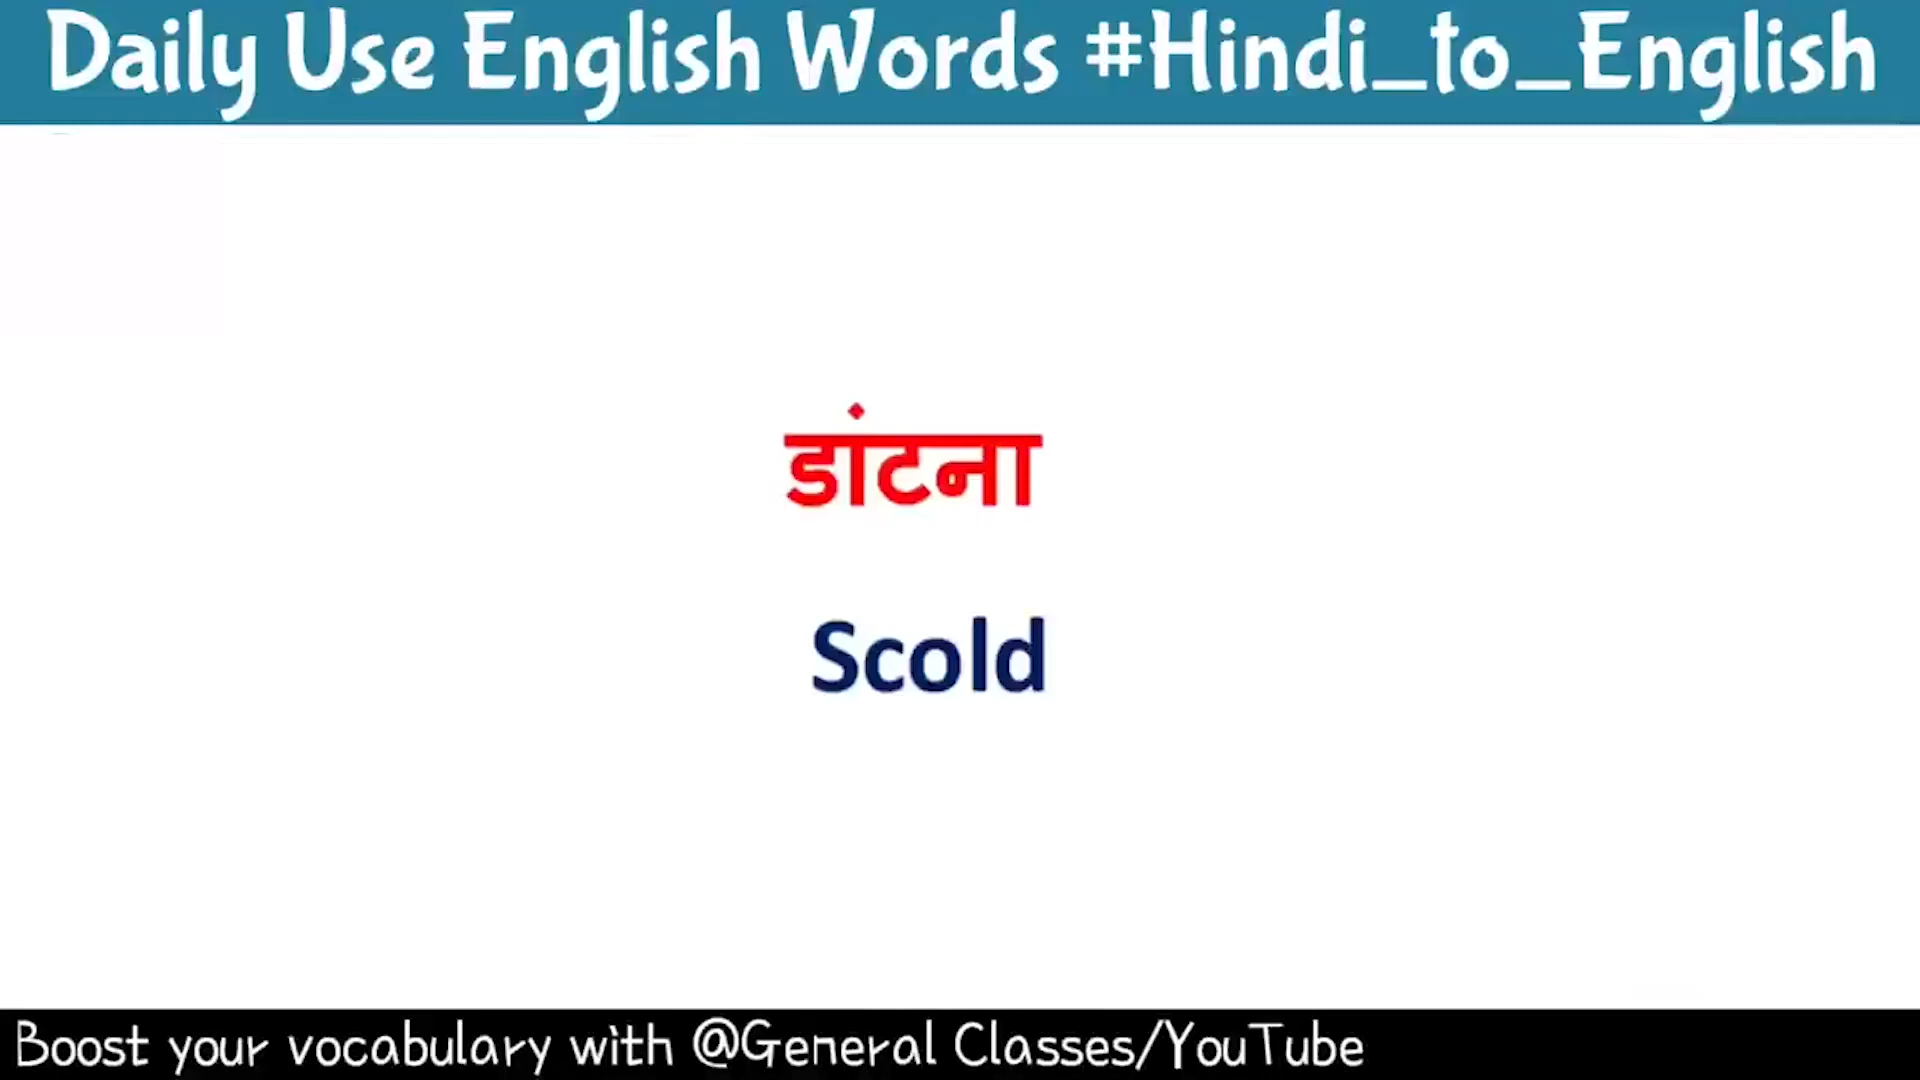 Daily Use English Words #Hindi_to_English
डांटना
Scold
Boost your vocabulary with @General Classes/YouTube